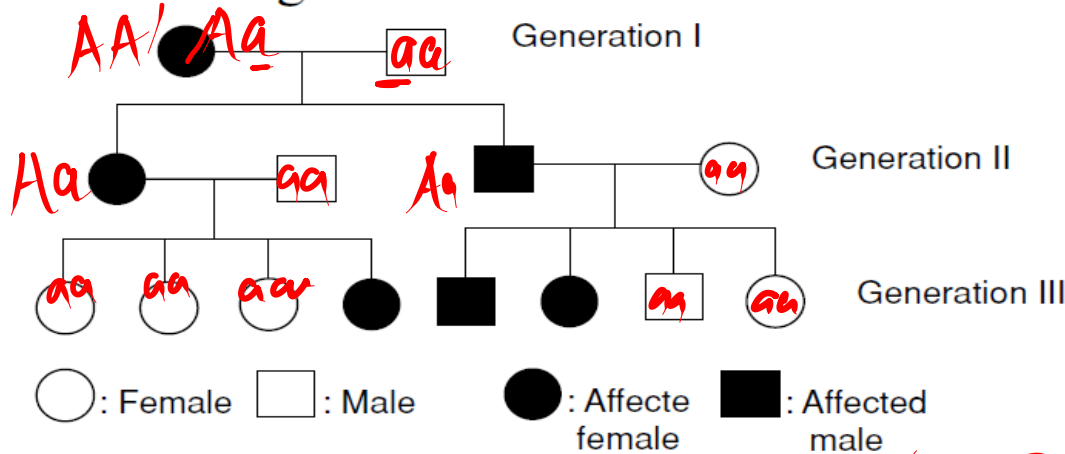 AA/Aa aa Generation I
Aa aa Aa aa Generation II
aa aa aa aa aa Generation III
: Female : Male : Affecte female : Affected male